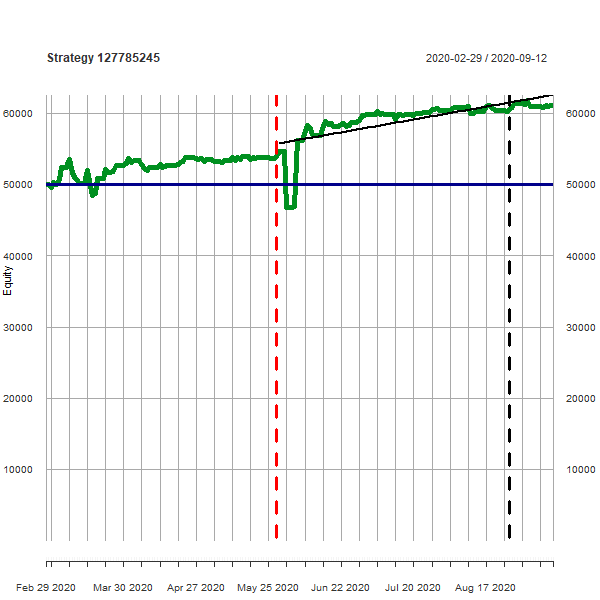 Strategy 127785245
2020-02-29 / 2020-09-12
60000
60000
50000
50000
40000
40000
Equity
30000
30000
20000
20000
10000
10000
Feb 29 2020
Mar 30 2020
Apr 27 2020
May 25 2020
Jun 22 2020
Jul 20 2020
Aug 17 2020